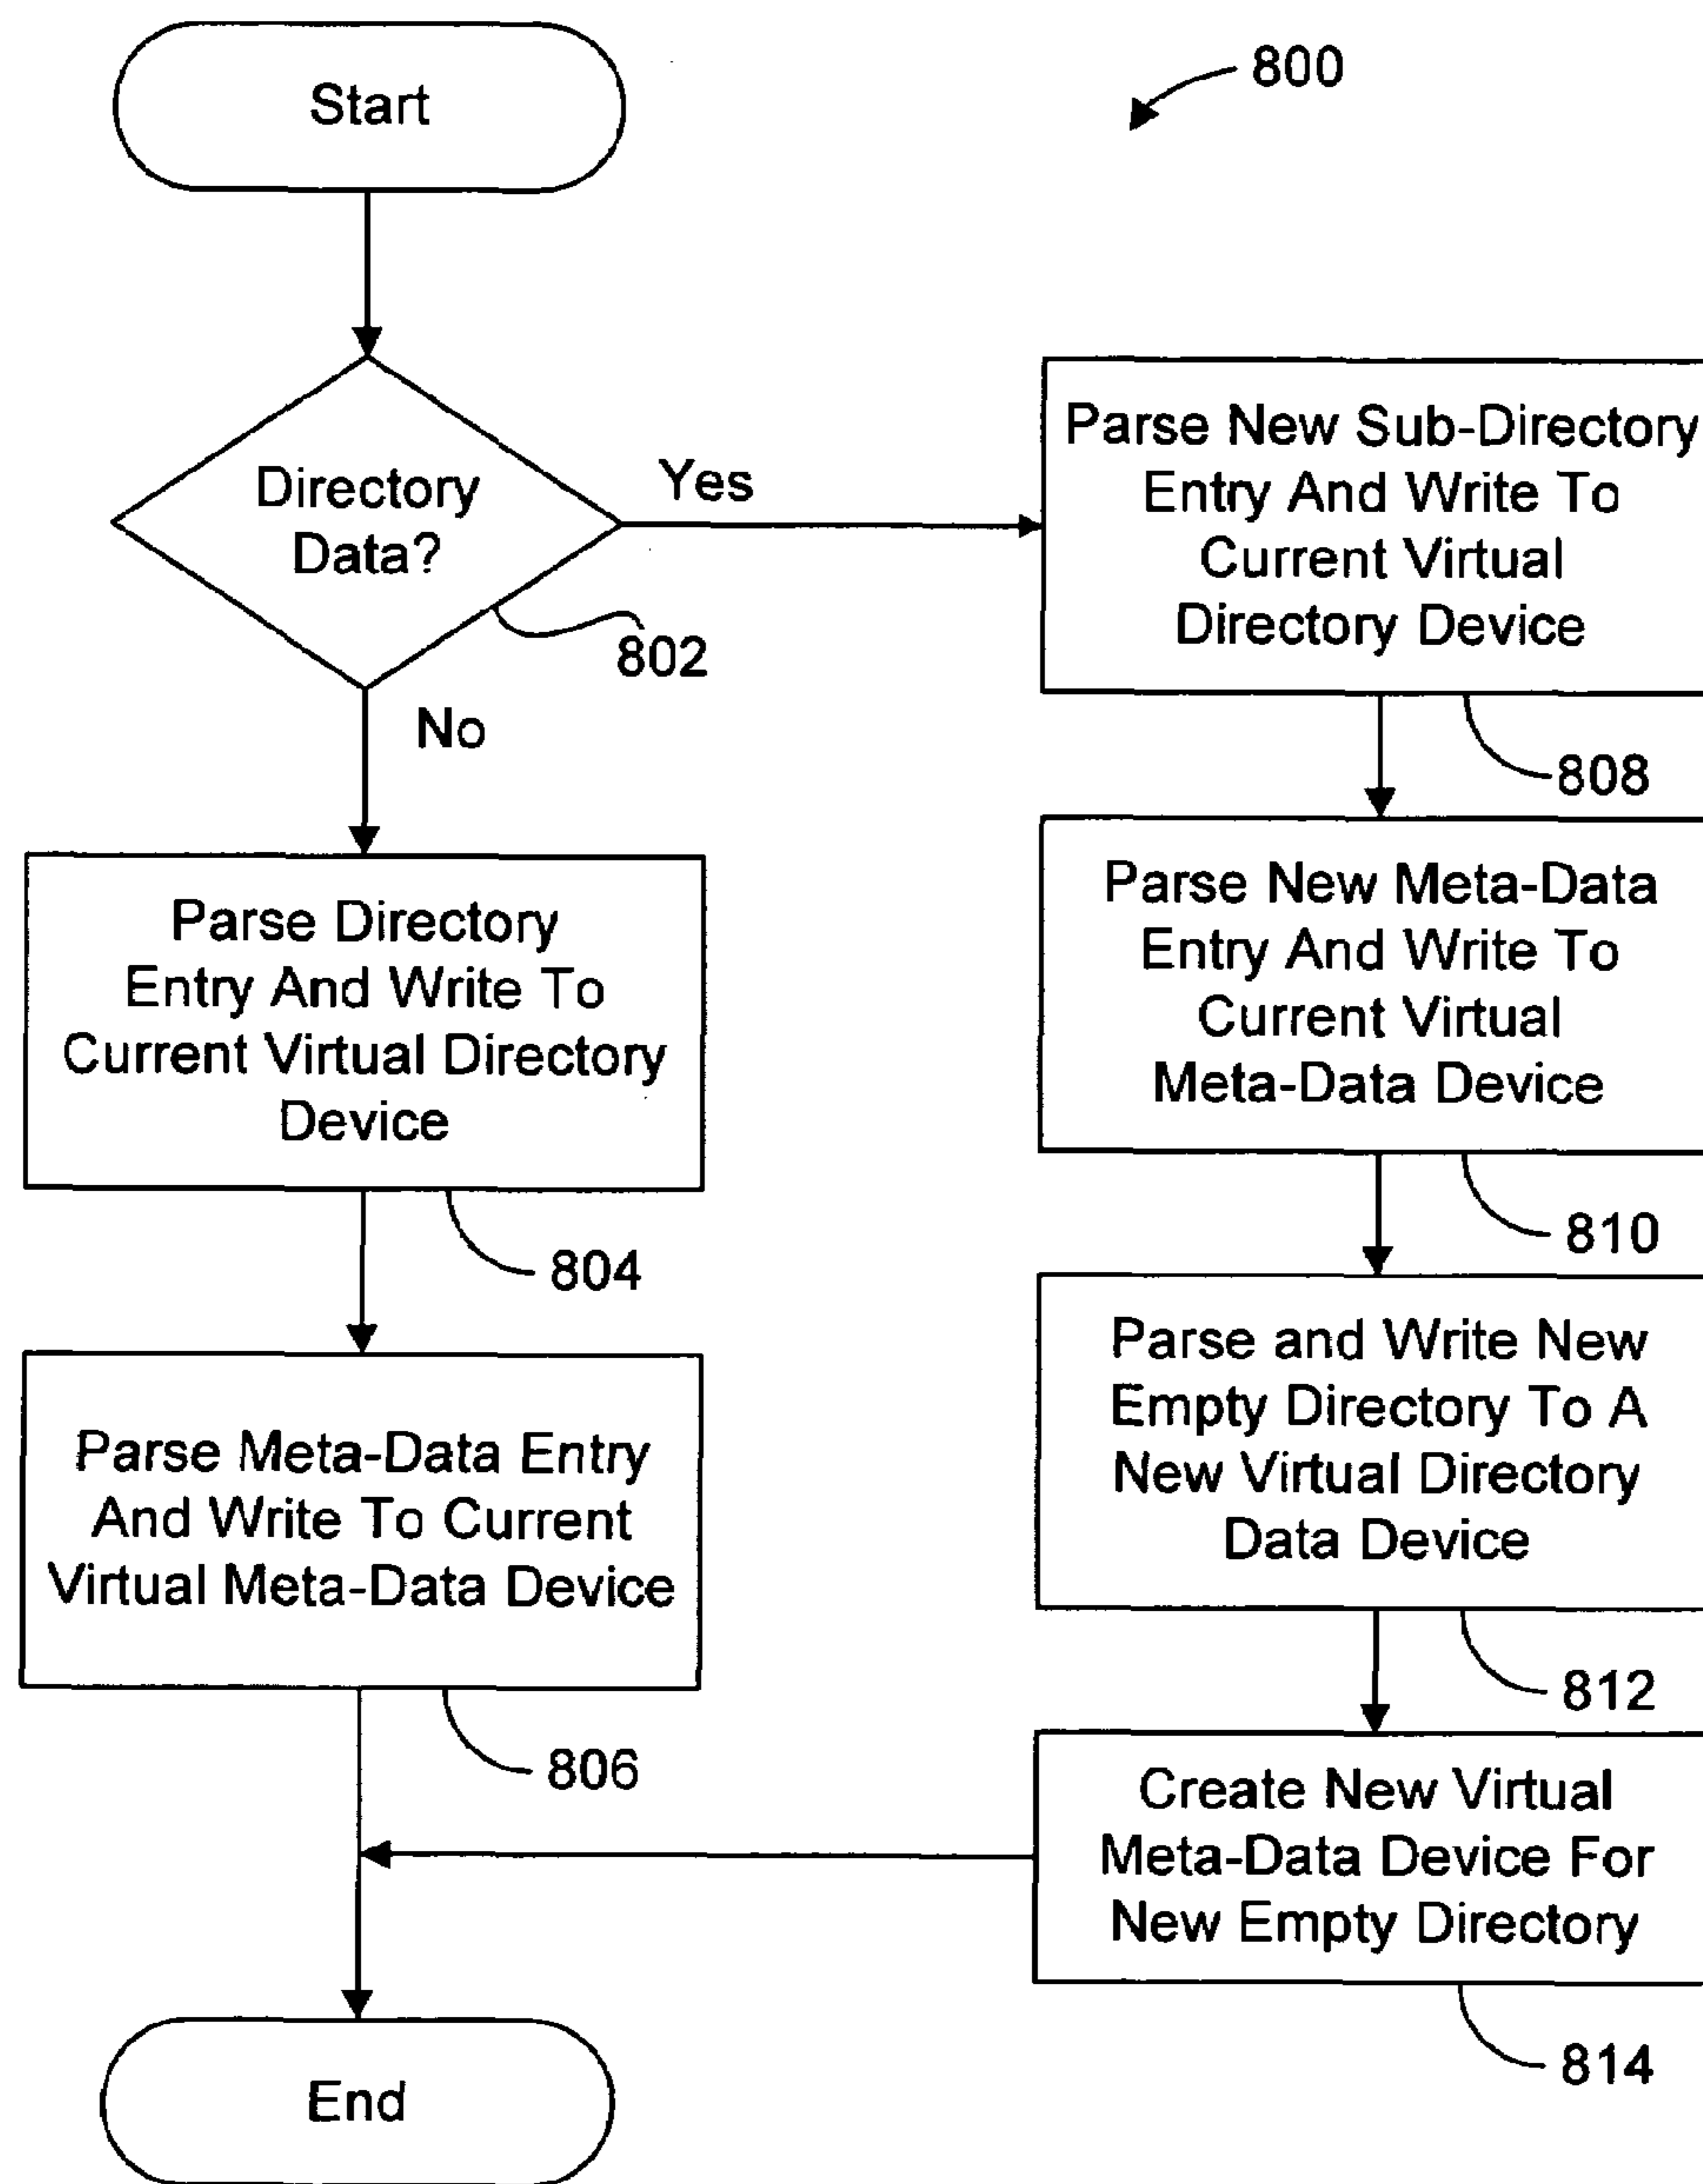 Start
800
Directory
Data?
Yes
802
No
Parse New Sub-Directory
Entry And Write To
Current Virtual
Directory Device
808
Parse Directory
Entry And Write To
Current Virtual Directory
Device
804
Parse New Meta-Data
Entry And Write To
Current Virtual
Meta-Data Device
810
Parse Meta-Data Entry
And Write To Current
Virtual Meta-Data Device
806
Parse and Write New
Empty Directory To A
New Virtual Directory
Data Device
812
Create New Virtual
Meta-Data Device For
New Empty Directory
814
End